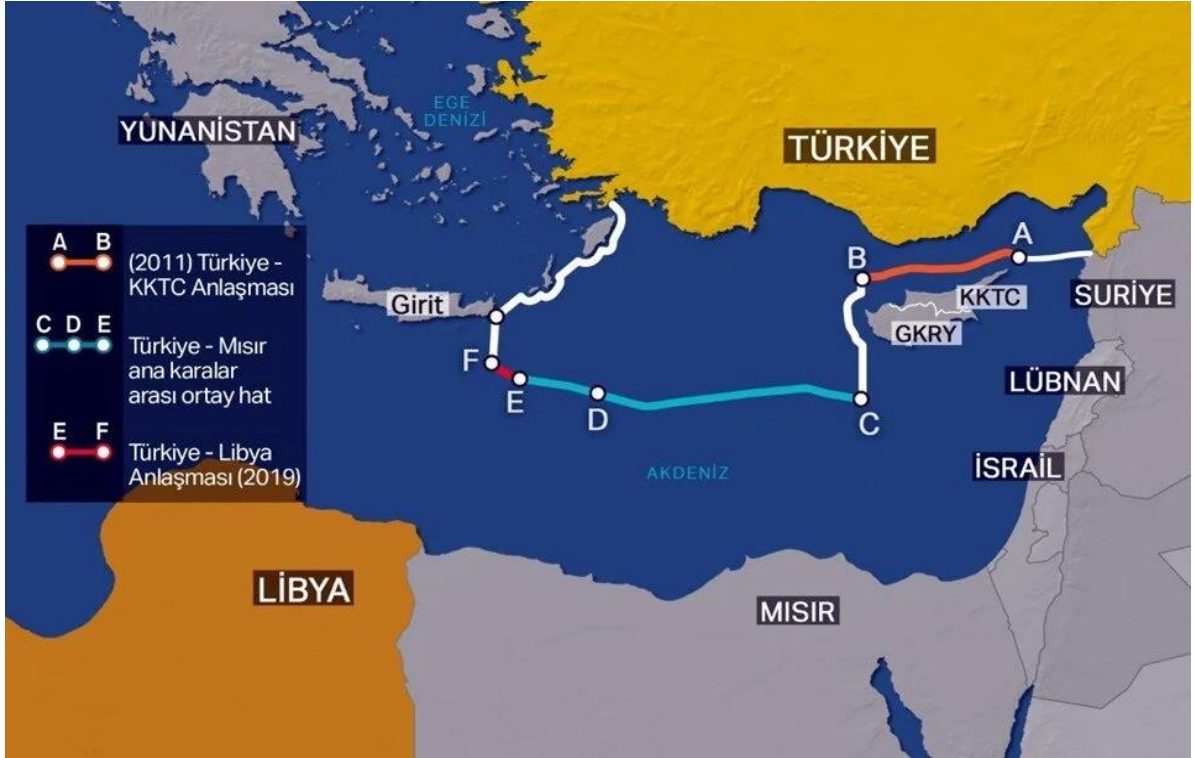 EGE
DENİZİ
YUNANİSTAN
TÜRKİYE
A B
(2011) Türkiye -
KKTC Anlaşması
C D E
Türkiye - Mısır
ana karalar
arası ortay hat
E F
Türkiye - Libya
Anlaşması (2019)
A
B
KKTC
GKRY
SURİYE
Girit
F
E
D
C
LÜBNAN
İSRAİL
AKDENİZ
LİBYA
MISIR